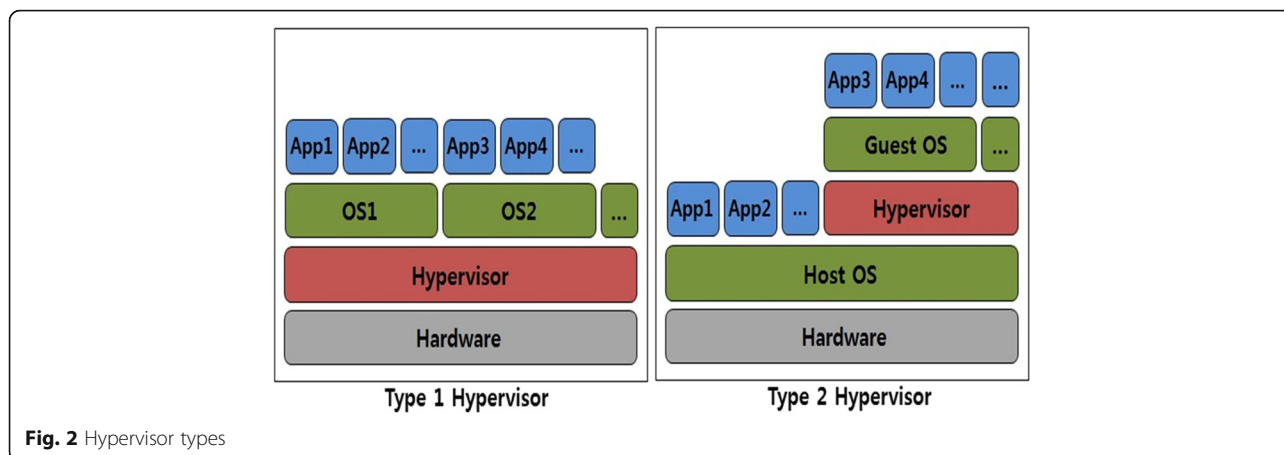 App1 App2 ... App3 App4 ...
OS1 OS2 ...
Hypervisor
Hardware
Type 1 Hypervisor
App3 App4 ... ...
Guest OS ...
App1 App2 ... Hypervisor
Host OS
Hardware
Type 2 Hypervisor
Fig. 2 Hypervisor types